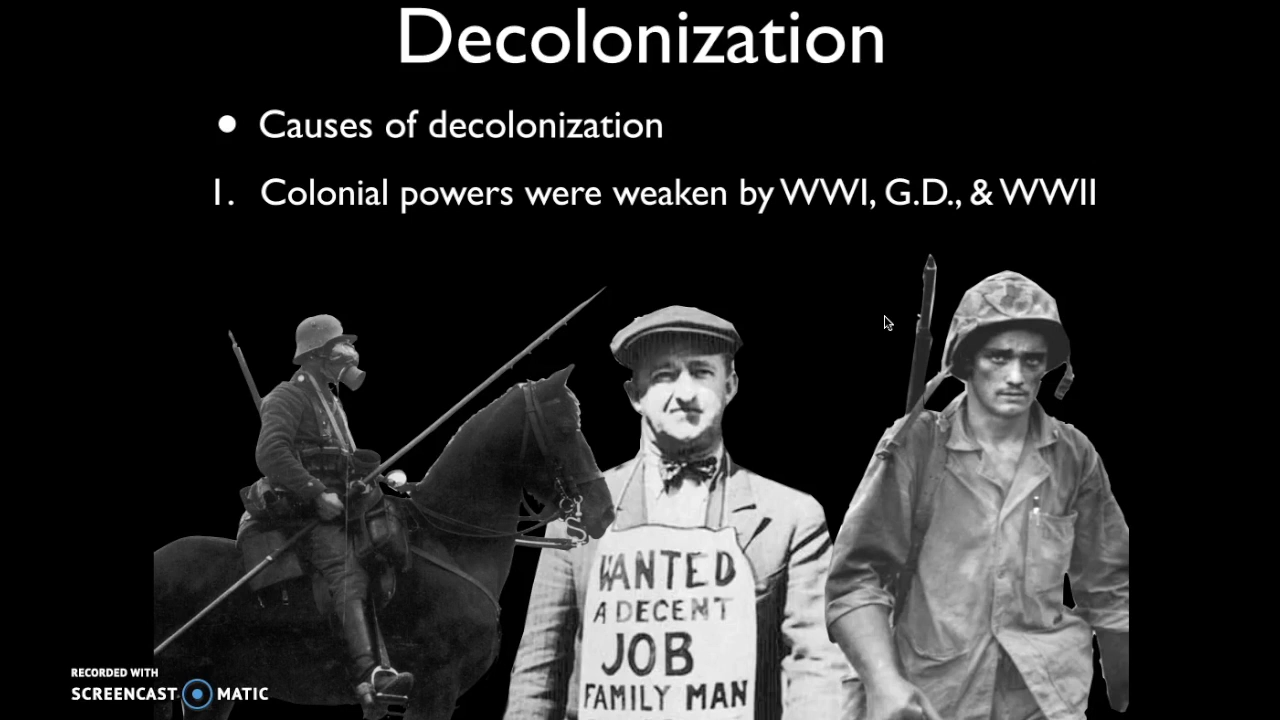 Decolonization
• Causes of decolonization
1. Colonial powers were weaken by WWI, G.D., & WWII
WANTED
A DECENT
JOB
FAMILY MAN
RECORDED WITH
SCREENCAST MATIC